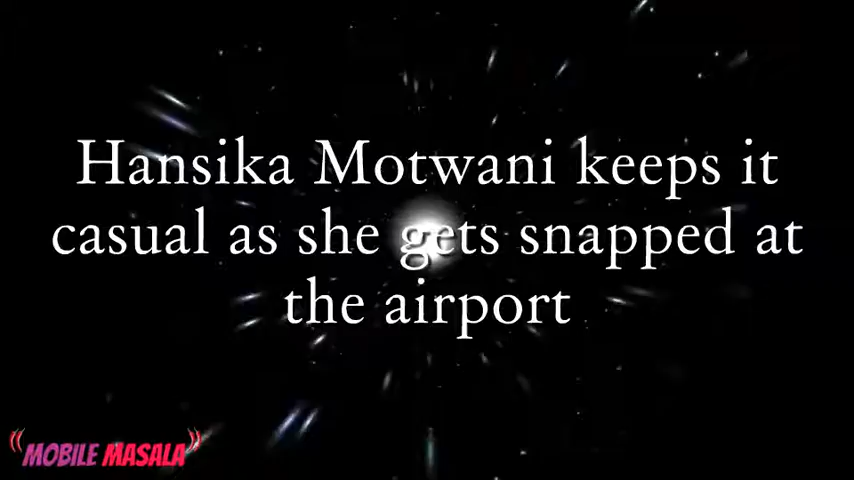 Hansika Motwani keeps it
casual as she gets snapped at
the airport
MOBILE MASALA